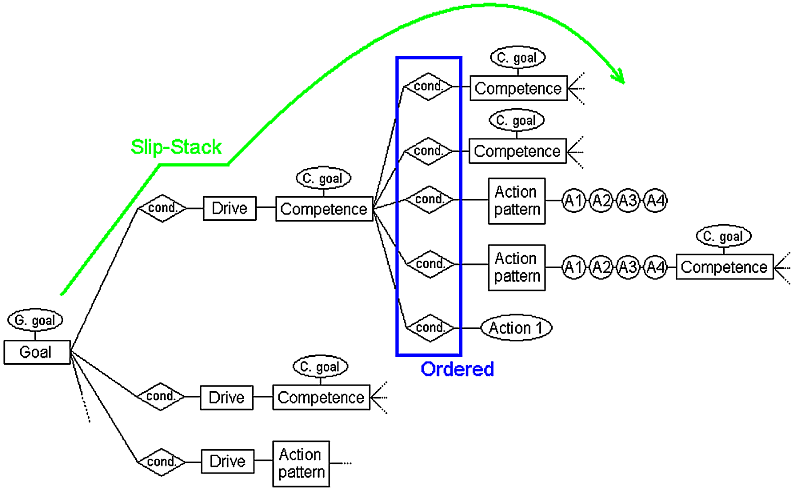 C. goal
cond.
Competence
Slip-Stack
C. goal
cond.
Competence
C. goal
cond.
Drive
Competence
cond.
Action
pattern
A1 A2 A3 A4
C. goal
cond.
Action
pattern
A1 A2 A3 A4
Competence
G. goal
Goal
cond.
Action 1
Ordered
C. goal
cond.
Drive
Competence
cond.
Drive
Action
pattern